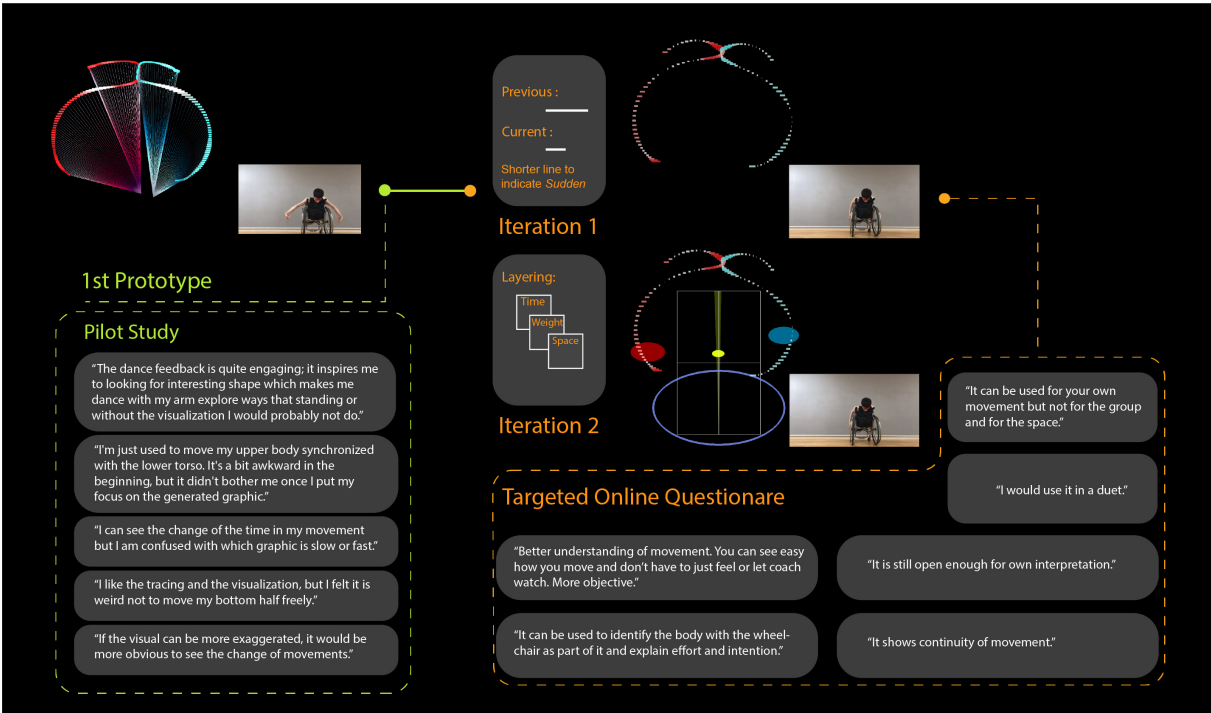 1st Prototype
Pilot Study
“The dance feedback is quite engaging; it inspires me
to looking for interesting shape which makes me
dance with my arm explore ways that standing or
without the visualization I would probably not do.”
“I'm just used to move my upper body synchronized
with the lower torso. It's a bit awkward in the
beginning, but it didn't bother me once I put my
focus on the generated graphic.”
“I can see the change of the time in my movement
but I am confused with which graphic is slow or fast.”
“I like the tracing and the visualization, but I felt it is
weird not to move my bottom half freely.”
“If the visual can be more exaggerated, it would be
more obvious to see the change of movements.”
Previous :
Current :
Shorter line to
indicate Sudden
Iteration 1
Layering:
Time
Weight
Space
Iteration 2
Targeted Online Questionare
“It can be used for your own
movement but not for the group
and for the space.”
“I would use it in a duet.”
“Better understanding of movement. You can see easy
how you move and don’t have to just feel or let coach
watch. More objective.”
“It is still open enough for own interpretation.”
“It can be used to identify the body with the wheel-
chair as part of it and explain effort and intention.”
“It shows continuity of movement.”